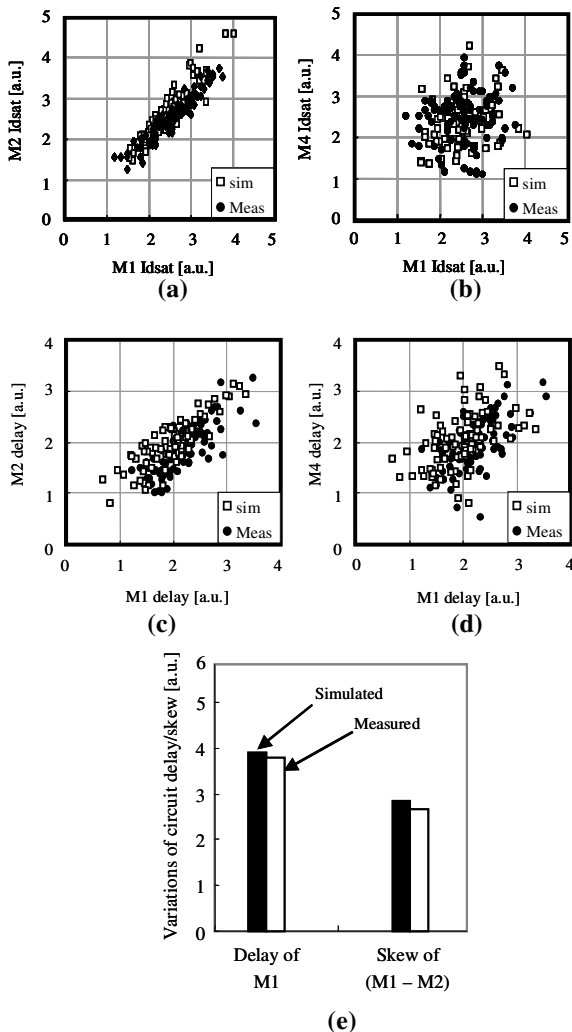 M2 Idsat [a.u.]
5
4
3
2
1
0
sim
Meas
0 1 2 3 4 5
M1 Idsat [a.u.]
(a)
M4 Idsat [a.u.]
5
4
3
2
1
0
sim
Meas
0 1 2 3 4 5
M1 Idsat [a.u.]
(b)
M2 delay [a.u.]
4
3
2
1
0
sim
Meas
0 1 2 3 4
M1 delay [a.u.]
(c)
M4 delay [a.u.]
4
3
2
1
0
sim
Meas
0 1 2 3 4
M1 delay [a.u.]
(d)
Variations of circuit delay/skew [a.u.]
6
5
4
3
2
1
0
Simulated
Measured
Delay of
M1
Skew of
(M1 – M2)
(e)